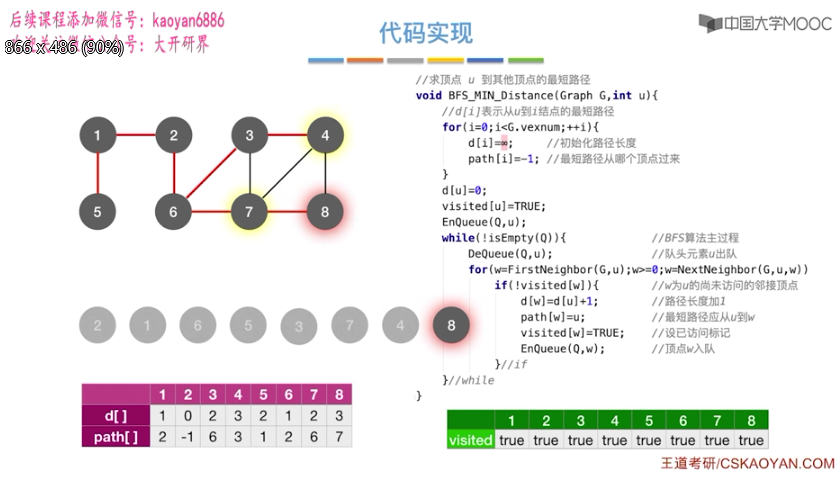 后续课程添加微信号：kaoyan6886
866 x 486 (90%)
号：大开研界
中国大学MOOC
代码实现
//求顶点 u 到其他顶点的最短路径
void BFS_MIN_Distance(Graph G,int u){
//d[i]表示从u到i结点的最短路径
for(i=0;i<G.vexnum;++i){
d[i]=∞; //初始化路径长度
path[i]=-1; //最短路径从哪个顶点过来
}
d[u]=0;
visited[u]=TRUE;
EnQueue(Q,u);
while(!isEmpty(Q)){ //BFS算法主过程
DeQueue(Q,u); //队头元素u出队
for(w=FirstNeighbor(G,u);w>=0;w=NextNeighbor(G,u,w))
if(!visited[w]){ //w为u的尚未访问的邻接顶点
d[w]=d[u]+1; //路径长度加1
path[w]=u; //最短路径应从u到w
visited[w]=TRUE; //设已访问标记
EnQueue(Q,w); //顶点w入队
}//if
}//while
}
1 2 3 4
5 6 7 8
2 1 6 5 3 7 4 8
1 2 3 4 5 6 7 8
d[ ] 1 0 2 3 2 1 2 3
path[ ] 2 -1 6 3 1 2 6 7
1 2 3 4 5 6 7 8
visited true true true true true true true true
王道考研/CSKAOYAN.COM